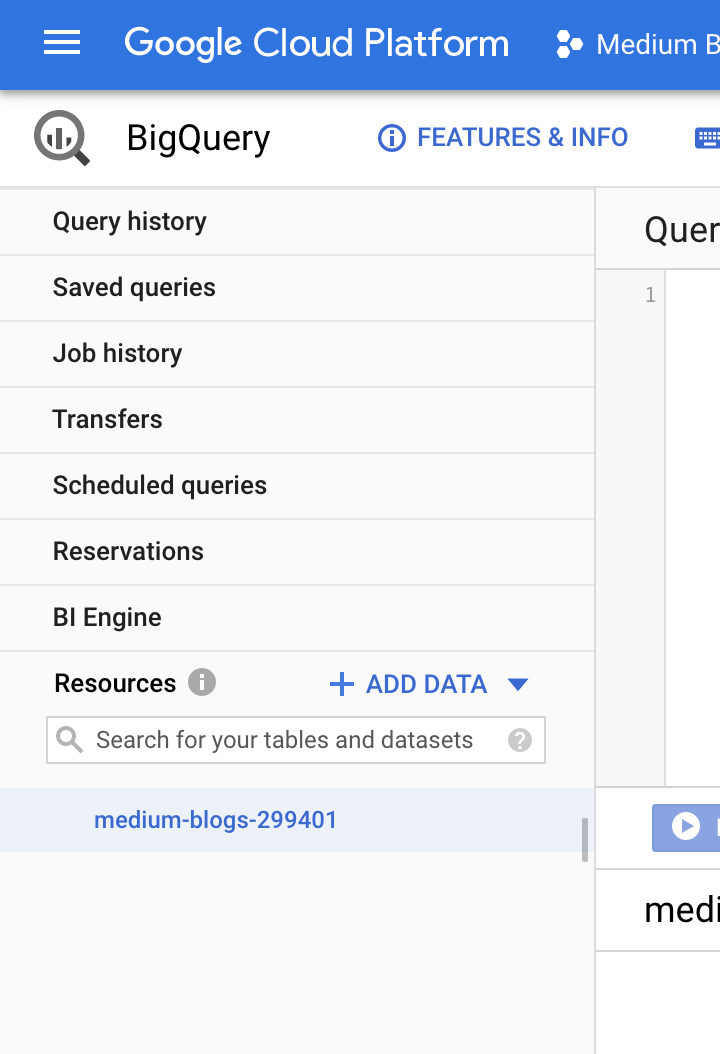 Google Cloud Platform Medium B
BigQuery FEATURES & INFO
Query history
Saved queries
Job history
Transfers
Scheduled queries
Reservations
BI Engine
Resources ADD DATA
Search for your tables and datasets
medium-blogs-299401
Quer
1
medi